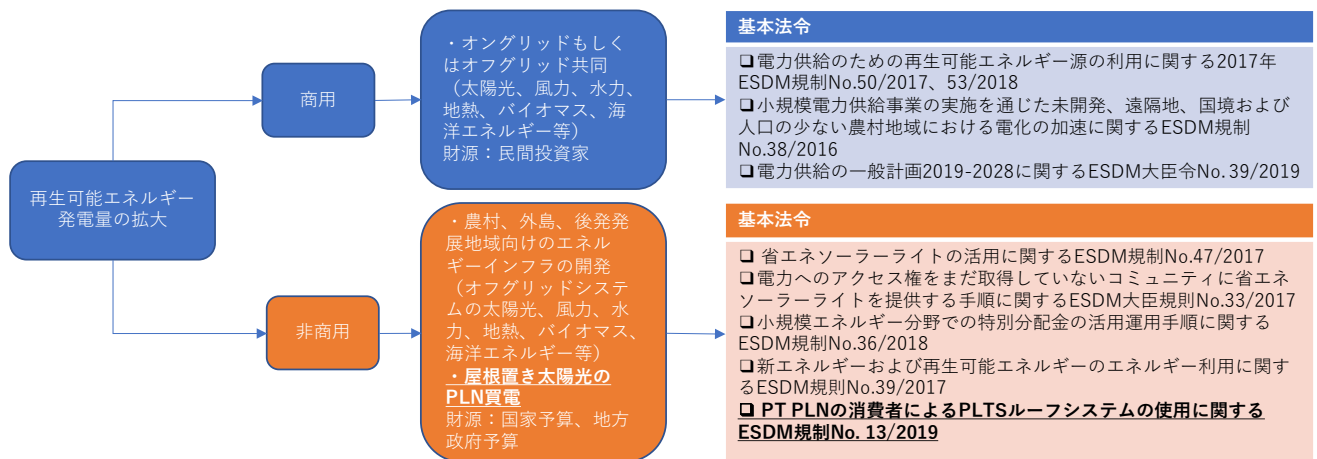 再生可能エネルギー
発電量の拡大
商用
・オングリッドもしく
はオフグリッド共同
（太陽光、風力、水力、
地熱、バイオマス、海
洋エネルギー等）
財源：民間投資家
基本法令
❑電力供給のための再生可能エネルギー源の利用に関する2017年
ESDM規制No.50/2017、53/2018
❑小規模電力供給事業の実施を通じた未開発、遠隔地、国境および
人口の少ない農村地域における電化の加速に関するESDM規制
No.38/2016
❑電力供給の一般計画2019-2028に関するESDM大臣令No. 39/2019
非商用
・農村、外島、後発発
展地域向けのエネル
ギーインフラの開発
（オフグリッドシステ
ムの太陽光、風力、水
力、地熱、バイオマス、
海洋エネルギー等）
・屋根置き太陽光の
PLN買電
財源：国家予算、地方
政府予算
基本法令
❑ 省エネソーラーライトの活用に関するESDM規制No.47/2017
❑電力へのアクセス権をまだ取得していないコミュニティに省エネ
ソーラーライトを提供する手順に関するESDM大臣規則No.33/2017
❑小規模エネルギー分野での特別分配金の活用運用手順に関する
ESDM規制No.36/2018
❑新エネルギーおよび再生可能エネルギーのエネルギー利用に関す
るESDM規則No.39/2017
❑ PT PLNの消費者によるPLTSルーフシステムの使用に関する
ESDM規制No. 13/2019